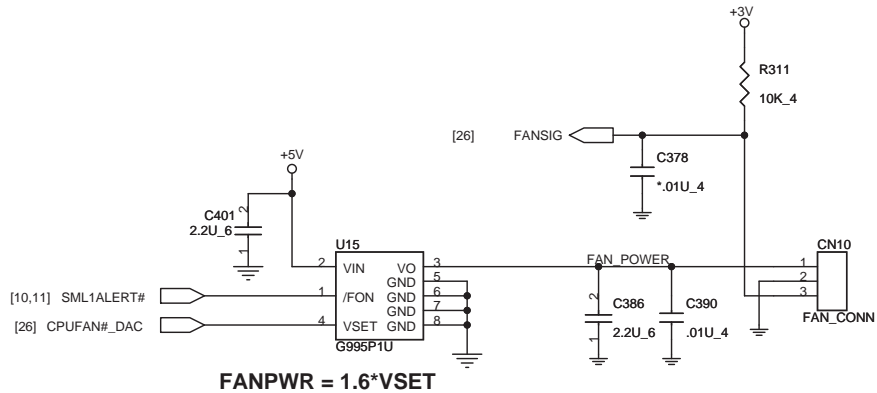 +3V
R311
10K_4
[26] FANSIG
C378
*.01U_4
+5V
C401
2.2U_6
2
1
U15
2 VIN VO 3
GND 5
1 /FON GND 6
GND 7
4 VSET GND 8
G995P1U
[10,11] SML1ALERT#
[26] CPUFAN#_DAC
FAN_POWER
C386
2.2U_6
2
1
C390
.01U_4
CN10
1
2
3
FAN_CONN
FANPWR = 1.6*VSET